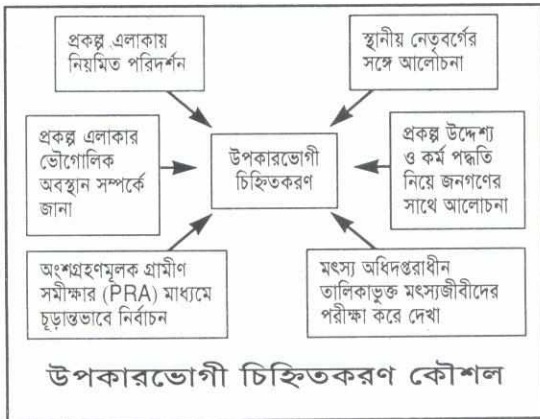 প্রকল্প এলাকায়
নিয়মিত পরিদর্শন
স্থানীয় নেতৃবর্গের
সঙ্গে আলোচনা
প্রকল্প এলাকার
ভৌগোলিক
অবস্থান সম্পর্কে
জানা
উপকারভোগী
চিহ্নিতকরণ
প্রকল্প উদ্দেশ্য
ও কর্ম পদ্ধতি
নিয়ে জনগণের
সাথে আলোচনা
অংশগ্রহণমূলক গ্রামীণ
সমীক্ষার (PRA) মাধ্যমে
চূড়ান্তভাবে নির্বাচন
মৎস্য অধিদপ্তরাধীন
তালিকাভুক্ত মৎস্যজীবীদের
পরীক্ষা করে দেখা
উপকারভোগী চিহ্নিতকরণ কৌশল